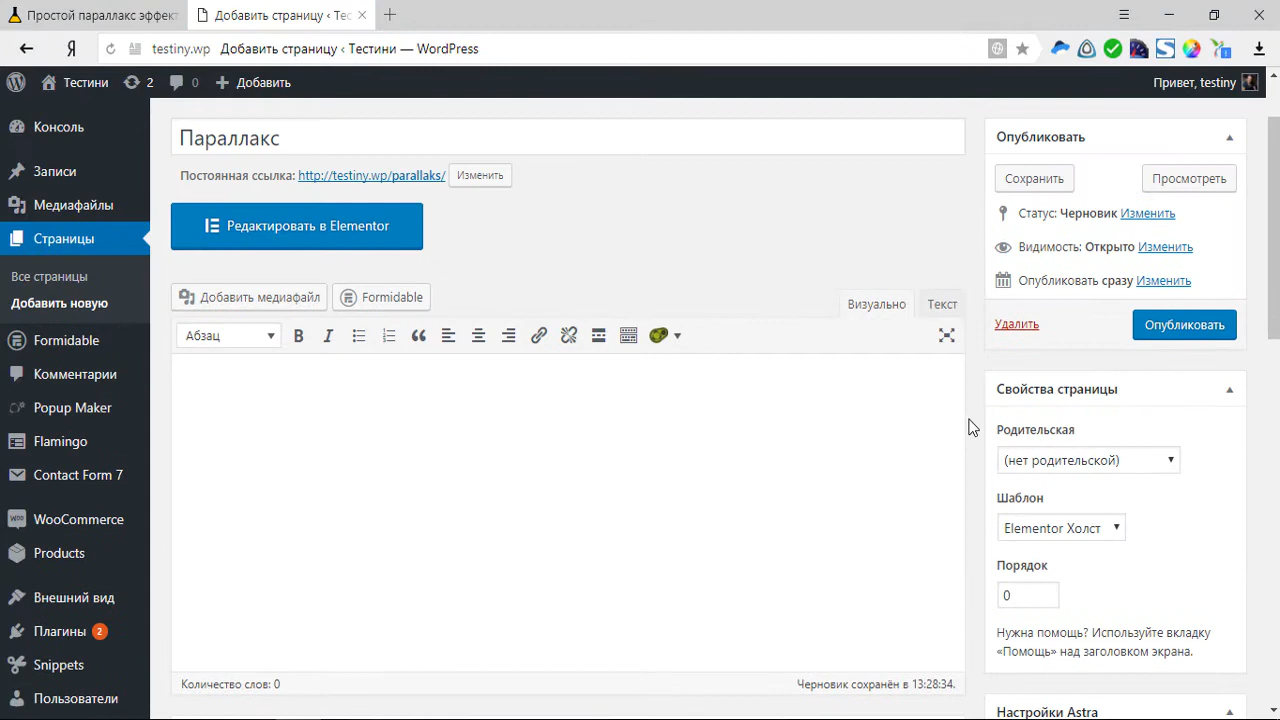 Простой параллакс эффект
Добавить страницу ‹ Тес
testiny.wp Добавить страницу ‹ Тестини — WordPress
Тестини 2 0 Добавить
Привет, testiny
Консоль
Записи
Медиафайлы
Страницы
Все страницы
Добавить новую
Formidable
Комментарии
Popup Maker
Flamingo
Contact Form 7
WooCommerce
Products
Внешний вид
Плагины 2
Snippets
Пользователи
Параллакс
Постоянная ссылка: http://testiny.wp/parallaks/ Изменить
Редактировать в Elementor
Добавить медиафайл Formidable
Визуально Текст
Абзац
Количество слов: 0
Черновик сохранён в 13:28:34.
Опубликовать
Сохранить Просмотреть
Статус: Черновик Изменить
Видимость: Открыто Изменить
Опубликовать сразу Изменить
Удалить Опубликовать
Свойства страницы
Родительская
(нет родительской)
Шаблон
Elementor Холст
Порядок
0
Нужна помощь? Используйте вкладку
«Помощь» над заголовком экрана.
Настройки Astra